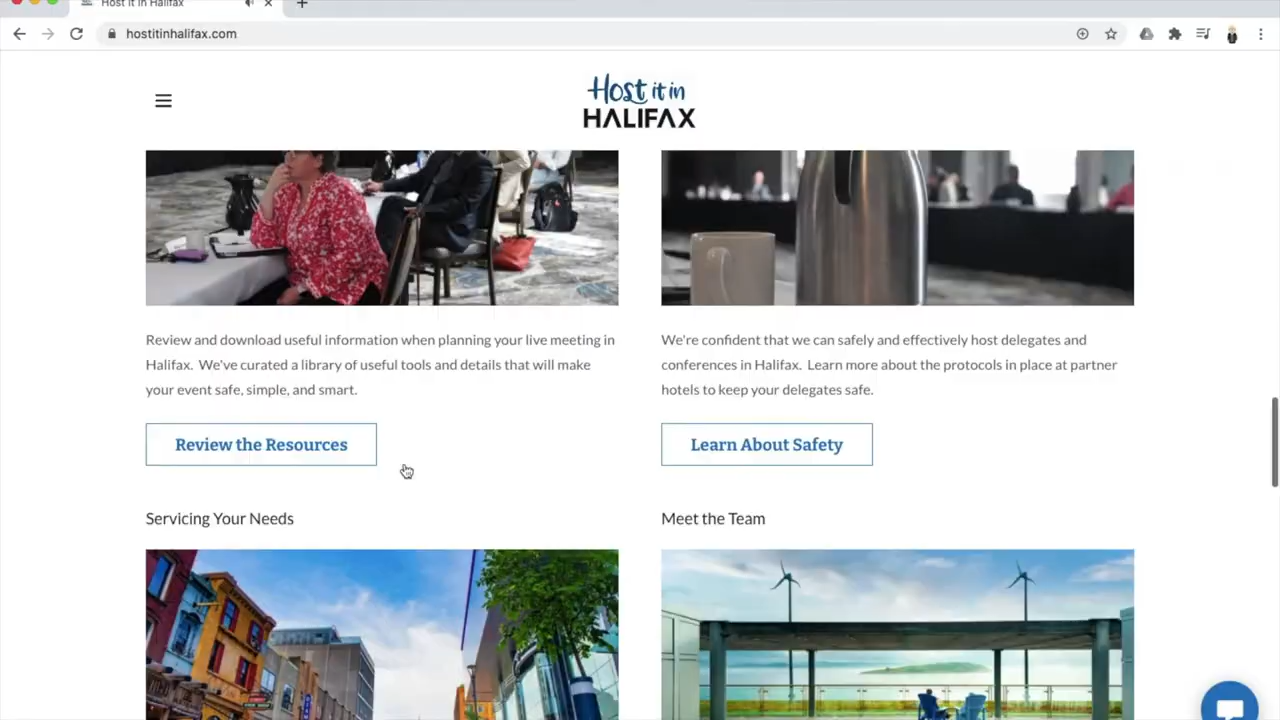 Host it in Halifax
hostitinhalifax.com
Host it in
HALIFAX
Review and download useful information when planning your live meeting in
Halifax. We've curated a library of useful tools and details that will make
your event safe, simple, and smart.
We're confident that we can safely and effectively host delegates and
conferences in Halifax. Learn more about the protocols in place at partner
hotels to keep your delegates safe.
Review the Resources
Learn About Safety
Servicing Your Needs
Meet the Team